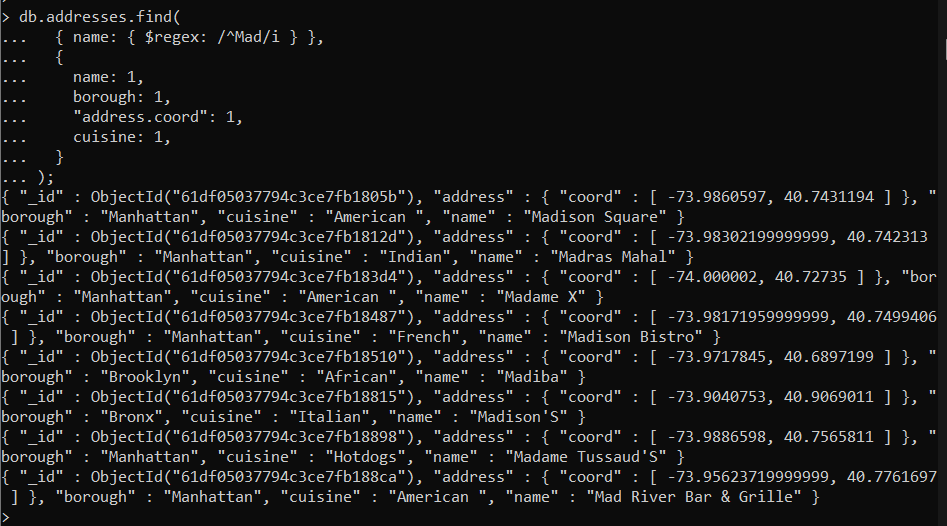 > db.addresses.find(
...   { name: { $regex: /^Mad/i } },
...   {
...     name: 1,
...     borough: 1,
...     "address.coord": 1,
...     cuisine: 1,
...   }
... );
{ "_id" : ObjectId("61df05037794c3ce7fb1805b"), "address" : { "coord" : [ -73.9860597, 40.7431194 ] }, "
borough" : "Manhattan", "cuisine" : "American ", "name" : "Madison Square" }
{ "_id" : ObjectId("61df05037794c3ce7fb1812d"), "address" : { "coord" : [ -73.98302199999999, 40.742313
] }, "borough" : "Manhattan", "cuisine" : "Indian", "name" : "Madras Mahal" }
{ "_id" : ObjectId("61df05037794c3ce7fb183d4"), "address" : { "coord" : [ -74.000002, 40.72735 ] }, "bor
ough" : "Manhattan", "cuisine" : "American ", "name" : "Madame X" }
{ "_id" : ObjectId("61df05037794c3ce7fb18487"), "address" : { "coord" : [ -73.98171959999999, 40.7499406
 ] }, "borough" : "Manhattan", "cuisine" : "French", "name" : "Madison Bistro" }
{ "_id" : ObjectId("61df05037794c3ce7fb18510"), "address" : { "coord" : [ -73.9717845, 40.6897199 ] }, "
borough" : "Brooklyn", "cuisine" : "African", "name" : "Madiba" }
{ "_id" : ObjectId("61df05037794c3ce7fb18815"), "address" : { "coord" : [ -73.9040753, 40.9069011 ] }, "
borough" : "Bronx", "cuisine" : "Italian", "name" : "Madison'S" }
{ "_id" : ObjectId("61df05037794c3ce7fb18898"), "address" : { "coord" : [ -73.9886598, 40.7565811 ] }, "
borough" : "Manhattan", "cuisine" : "Hotdogs", "name" : "Madame Tussaud'S" }
{ "_id" : ObjectId("61df05037794c3ce7fb188ca"), "address" : { "coord" : [ -73.95623719999999, 40.7761697
 ] }, "borough" : "Manhattan", "cuisine" : "American ", "name" : "Mad River Bar & Grille" }
>